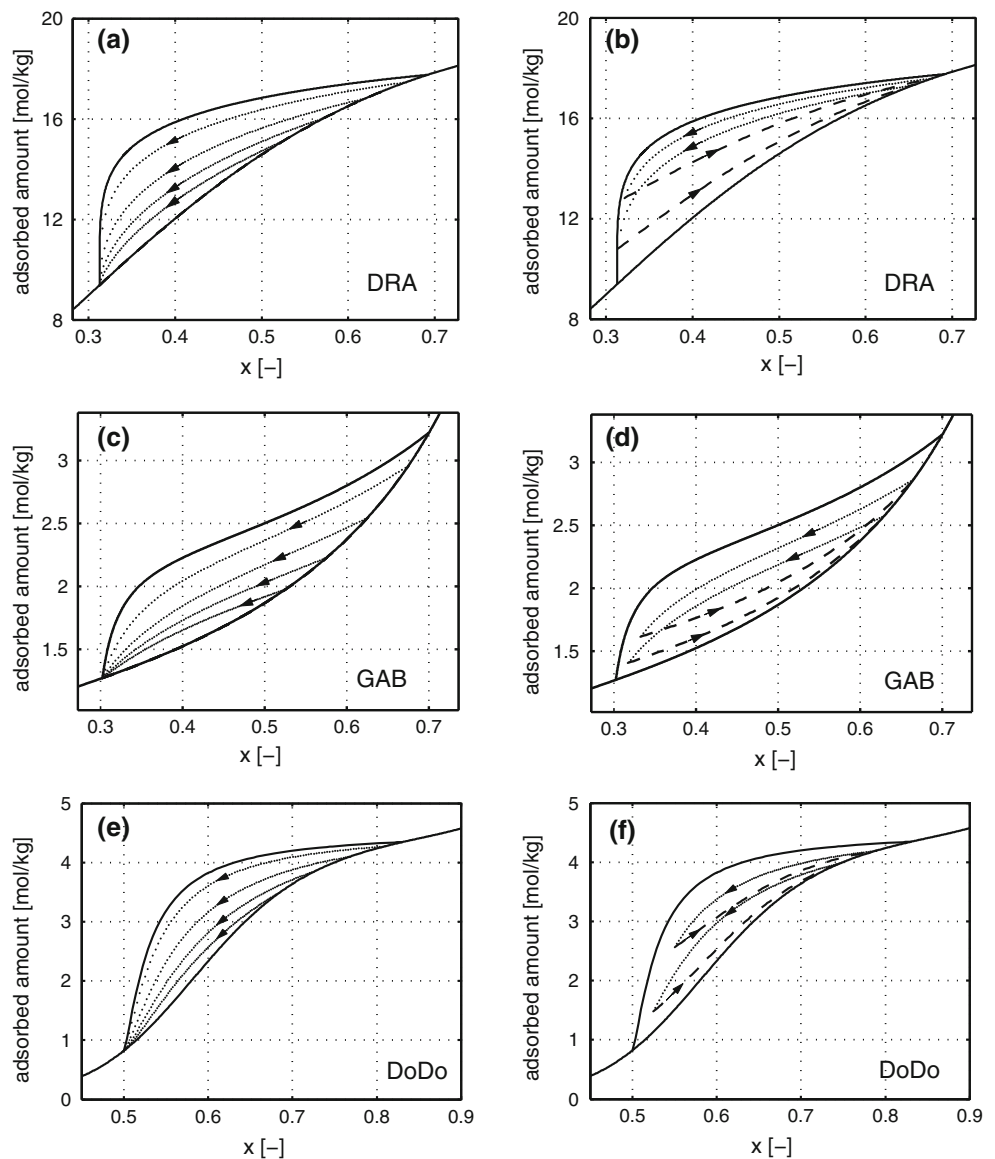 (a)
20
16
12
8
adsorbed amount [mol/kg]
0.3 0.4 0.5 0.6 0.7
x [–]
DRA
(b)
20
16
12
8
adsorbed amount [mol/kg]
0.3 0.4 0.5 0.6 0.7
x [–]
DRA
(c)
3
2.5
2
1.5
adsorbed amount [mol/kg]
0.3 0.4 0.5 0.6 0.7
x [–]
GAB
(d)
3
2.5
2
1.5
adsorbed amount [mol/kg]
0.3 0.4 0.5 0.6 0.7
x [–]
GAB
(e)
5
4
3
2
1
0
adsorbed amount [mol/kg]
0.5 0.6 0.7 0.8 0.9
x [–]
DoDo
(f)
5
4
3
2
1
0
adsorbed amount [mol/kg]
0.5 0.6 0.7 0.8 0.9
x [–]
DoDo